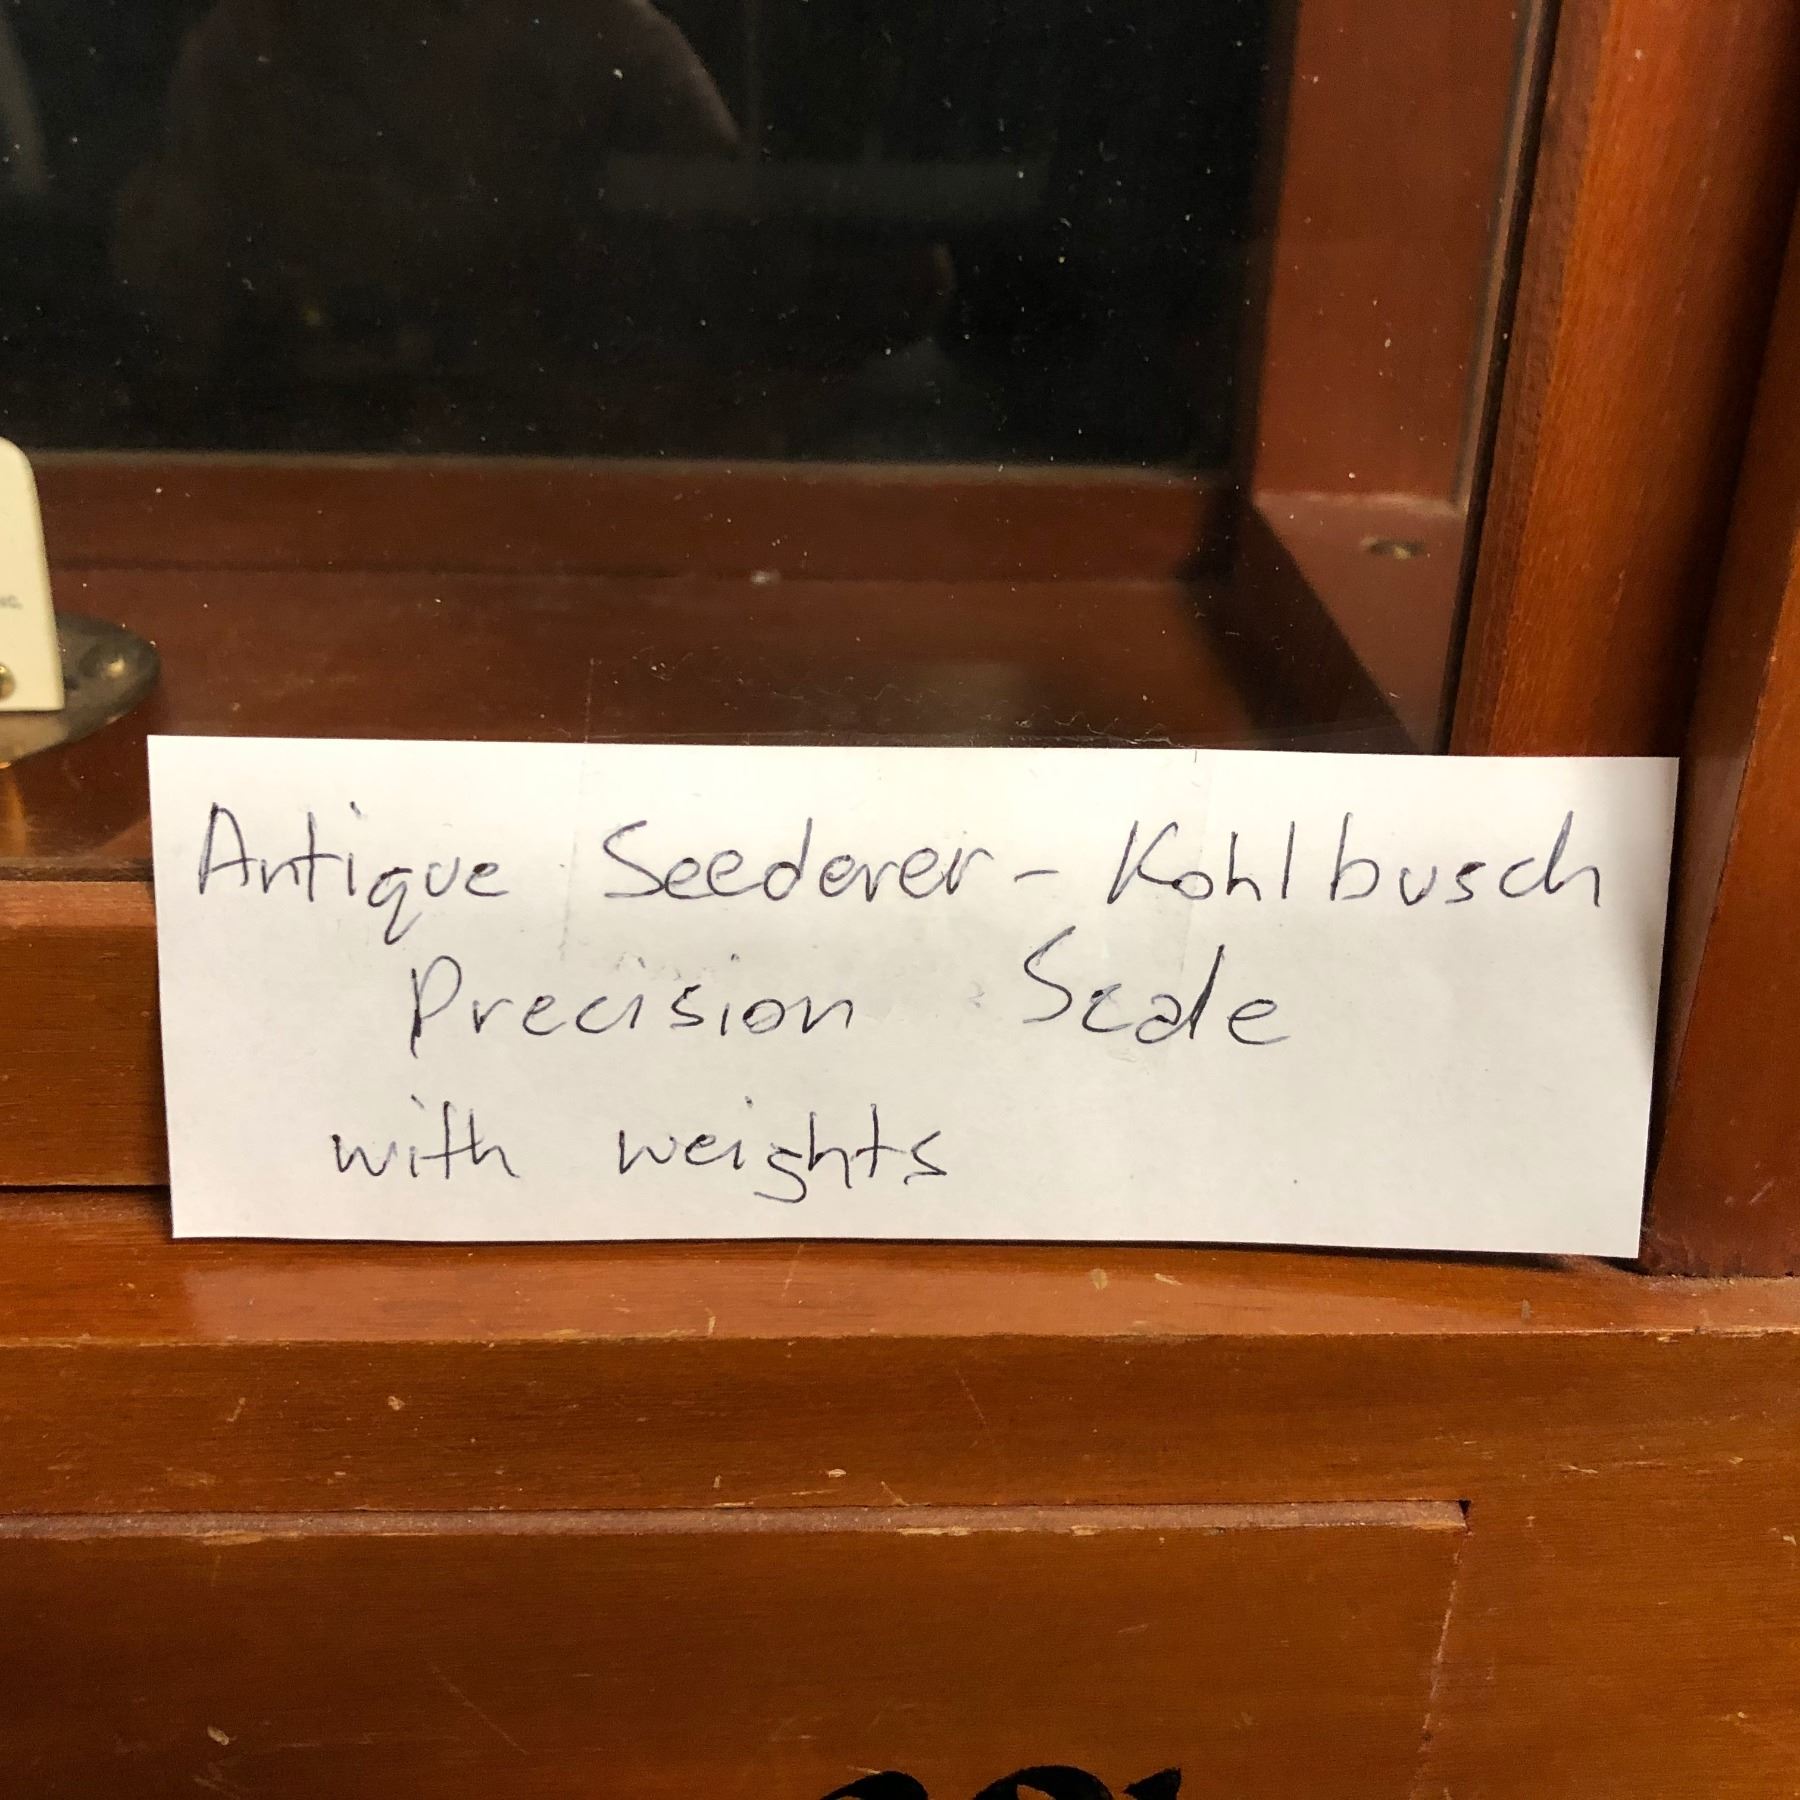 Antique Seederer-Kohlbusch
Precision Scale
with weights